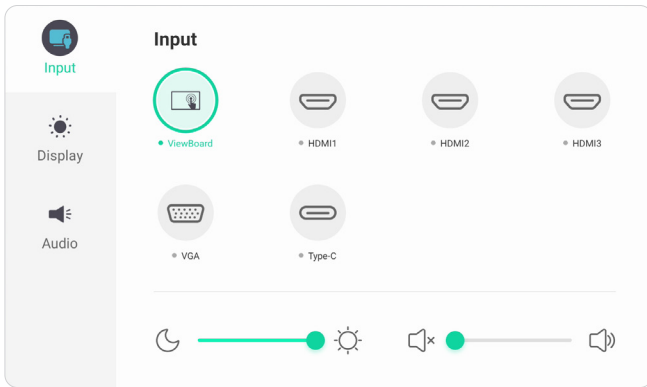 Input
Display
Audio
Input
ViewBoard
HDMI1
HDMI2
HDMI3
VGA
Type-C